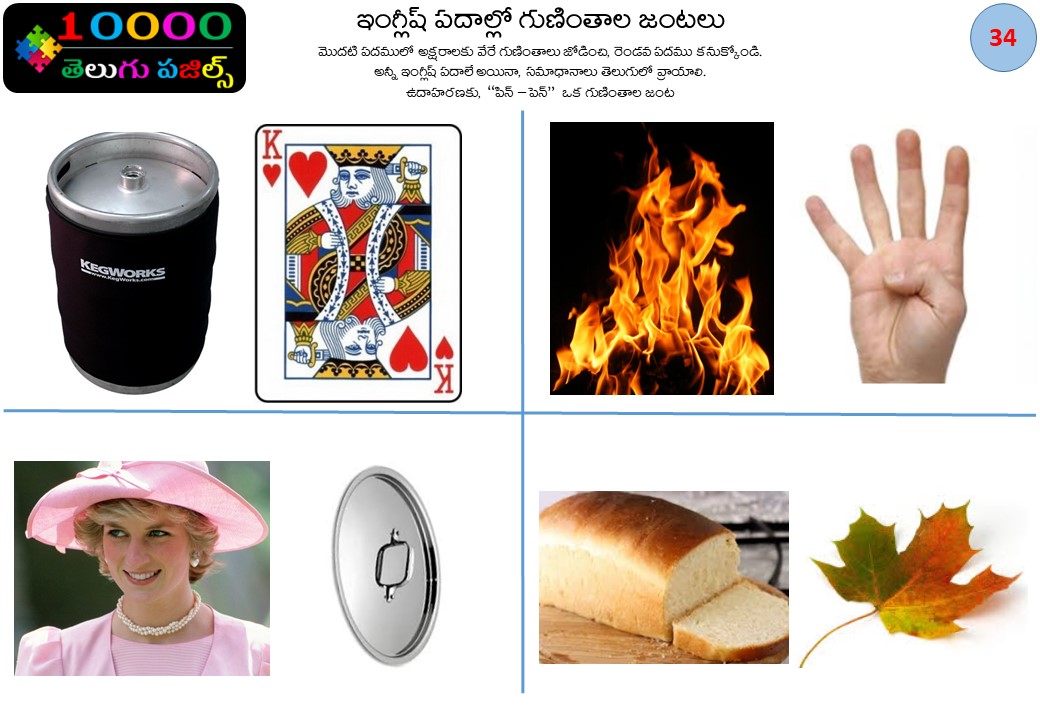 10000
తెలుగు పజిల్స్
ఇంగ్లీష్ పదాల్లో గుణింతాల జంటలు
మొదటి పదములో అక్షరాలకు వేరే గుణింతాలు జోడించి, రెండవ పదము కనుక్కోండి.
అన్నీ ఇంగ్లీష్ పదాలే అయినా, సమాధానాలు తెలుగులో వ్రాయాలి.
ఉదాహరణకు, “పిన్ – పెన్” ఒక గుణింతాల జంట
34
KEGWORKS
www.KegWorks.com
K
K